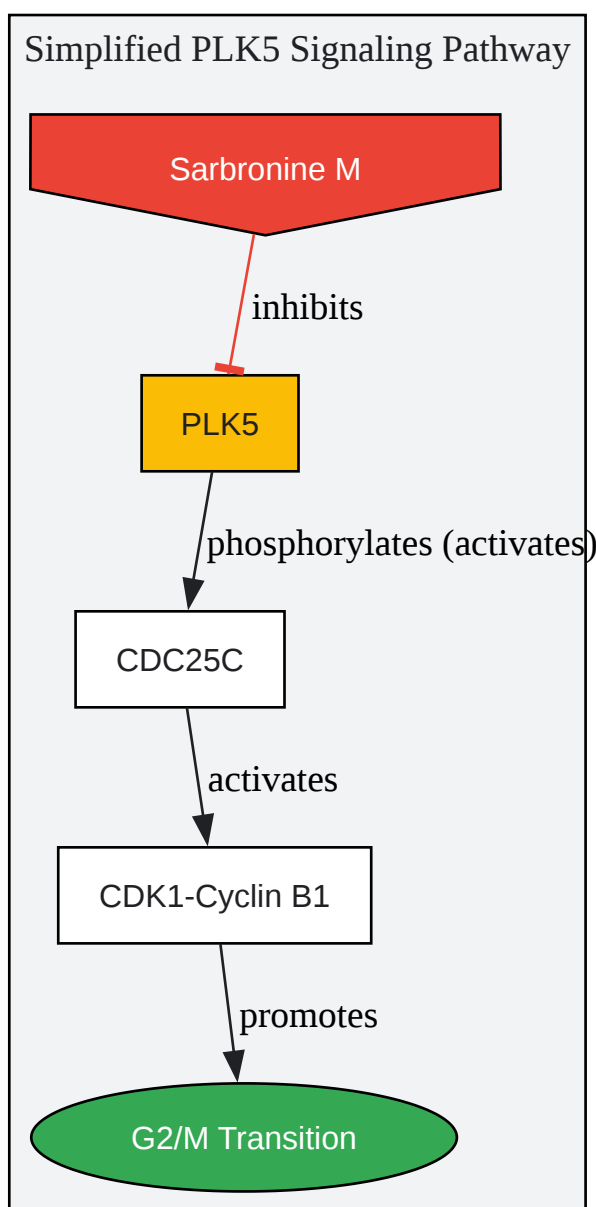 Simplified PLK5 Signaling Pathway
Sarbronine M
inhibits
PLK5
phosphorylates (activates)
CDC25C
activates
CDK1-Cyclin B1
promotes
G2/M Transition